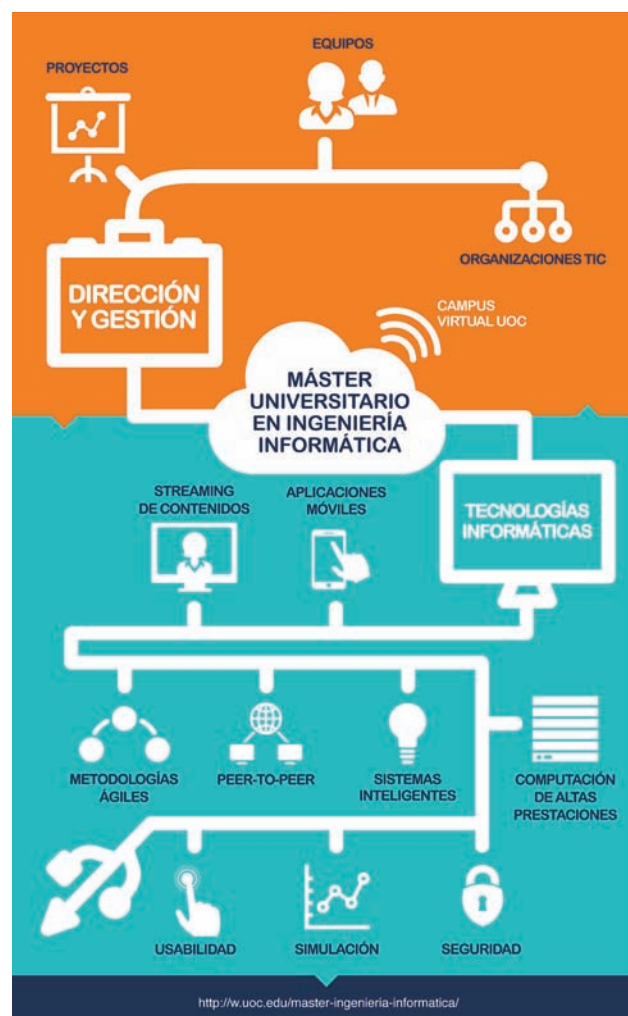 EQUIPOS
PROYECTOS
ORGANIZACIONES TIC
DIRECCIÓN
Y GESTIÓN
CAMPUS
VIRTUAL UOC
MÁSTER
UNIVERSITARIO
EN INGENIERÍA
INFORMÁTICA
STREAMING
DE CONTENIDOS
APLICACIONES
MÓVILES
TECNOLOGÍAS
INFORMÁTICAS
METODOLOGÍAS
ÁGILES
PEER-TO-PEER
SISTEMAS
INTELIGENTES
COMPUTACIÓN
DE ALTAS
PRESTACIONES
USABILIDAD
SIMULACIÓN
SEGURIDAD
http://w.uoc.edu/master-ingenieria-informatica/